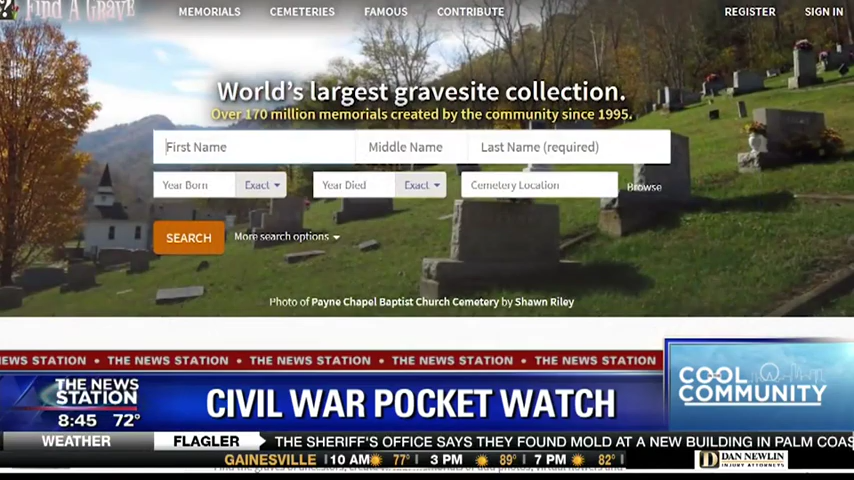 FIND A GRAVE
MEMORIALS CEMETERIES FAMOUS CONTRIBUTE REGISTER SIGN IN
World's largest gravesite collection.
Over 170 million memorials created by the community since 1995.
First Name Middle Name Last Name (required)
Year Born Exact Year Died Exact Cemetery Location Browse
SEARCH More search options
Photo of Payne Chapel Baptist Church Cemetery by Shawn Riley
EWS STATION • THE NEWS STATION • THE NEWS STATION • THE NEWS STATION • THE NEWS STATION
THE NEWS
STATION
8:45 72°
CIVIL WAR POCKET WATCH
COOL
COMMUNITY
WEATHER FLAGLER THE SHERIFF'S OFFICE SAYS THEY FOUND MOLD AT A NEW BUILDING IN PALM COAS
GAINESVILLE 10 AM 77° 3 PM 89° 7 PM 82° D DAN NEWLIN
INJURY ATTORNEYS